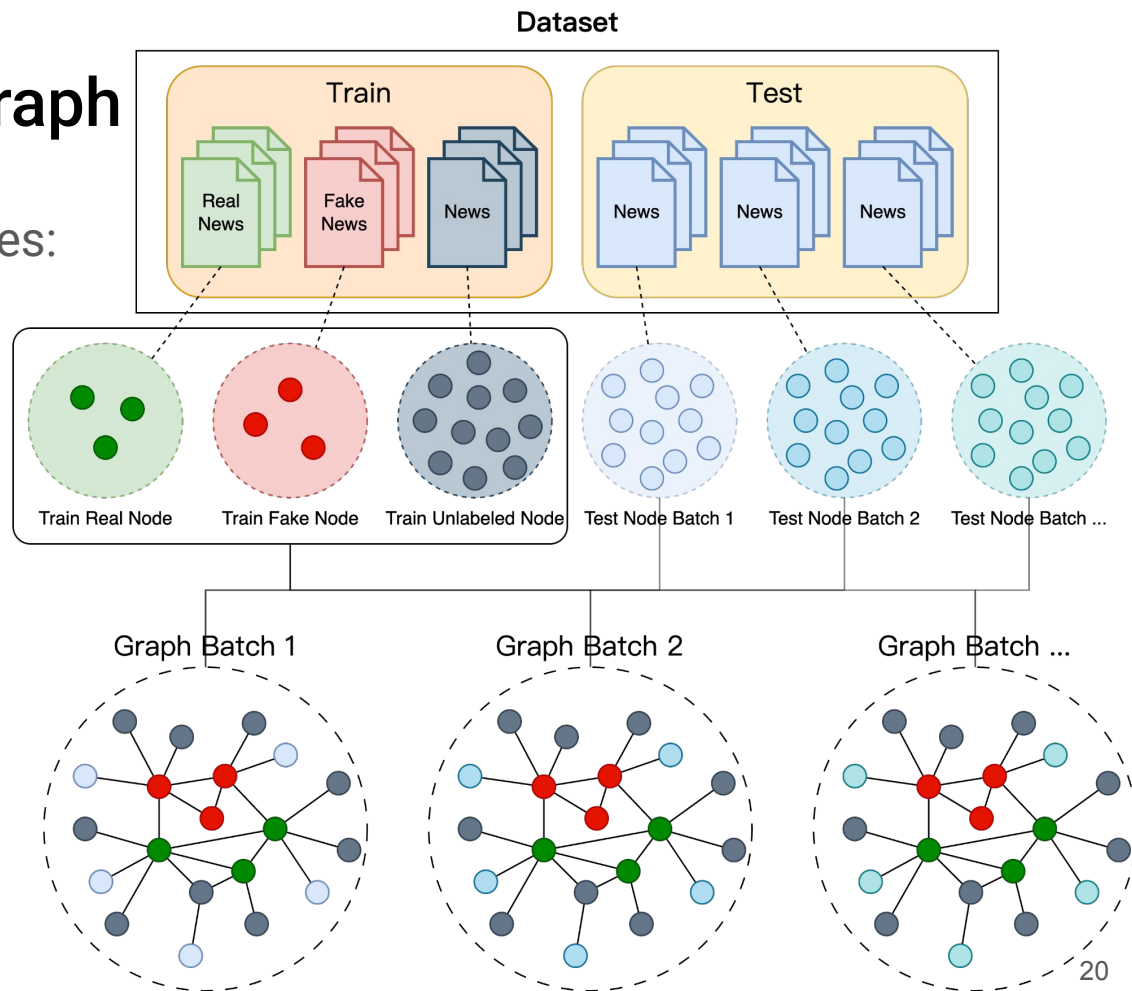 Dataset
raph
es:
Train
Test
Real
News
Fake
News
News
News
News
News
Train Real Node
Train Fake Node
Train Unlabeled Node
Test Node Batch 1
Test Node Batch 2
Test Node Batch ...
Graph Batch 1
Graph Batch 2
Graph Batch ...
20